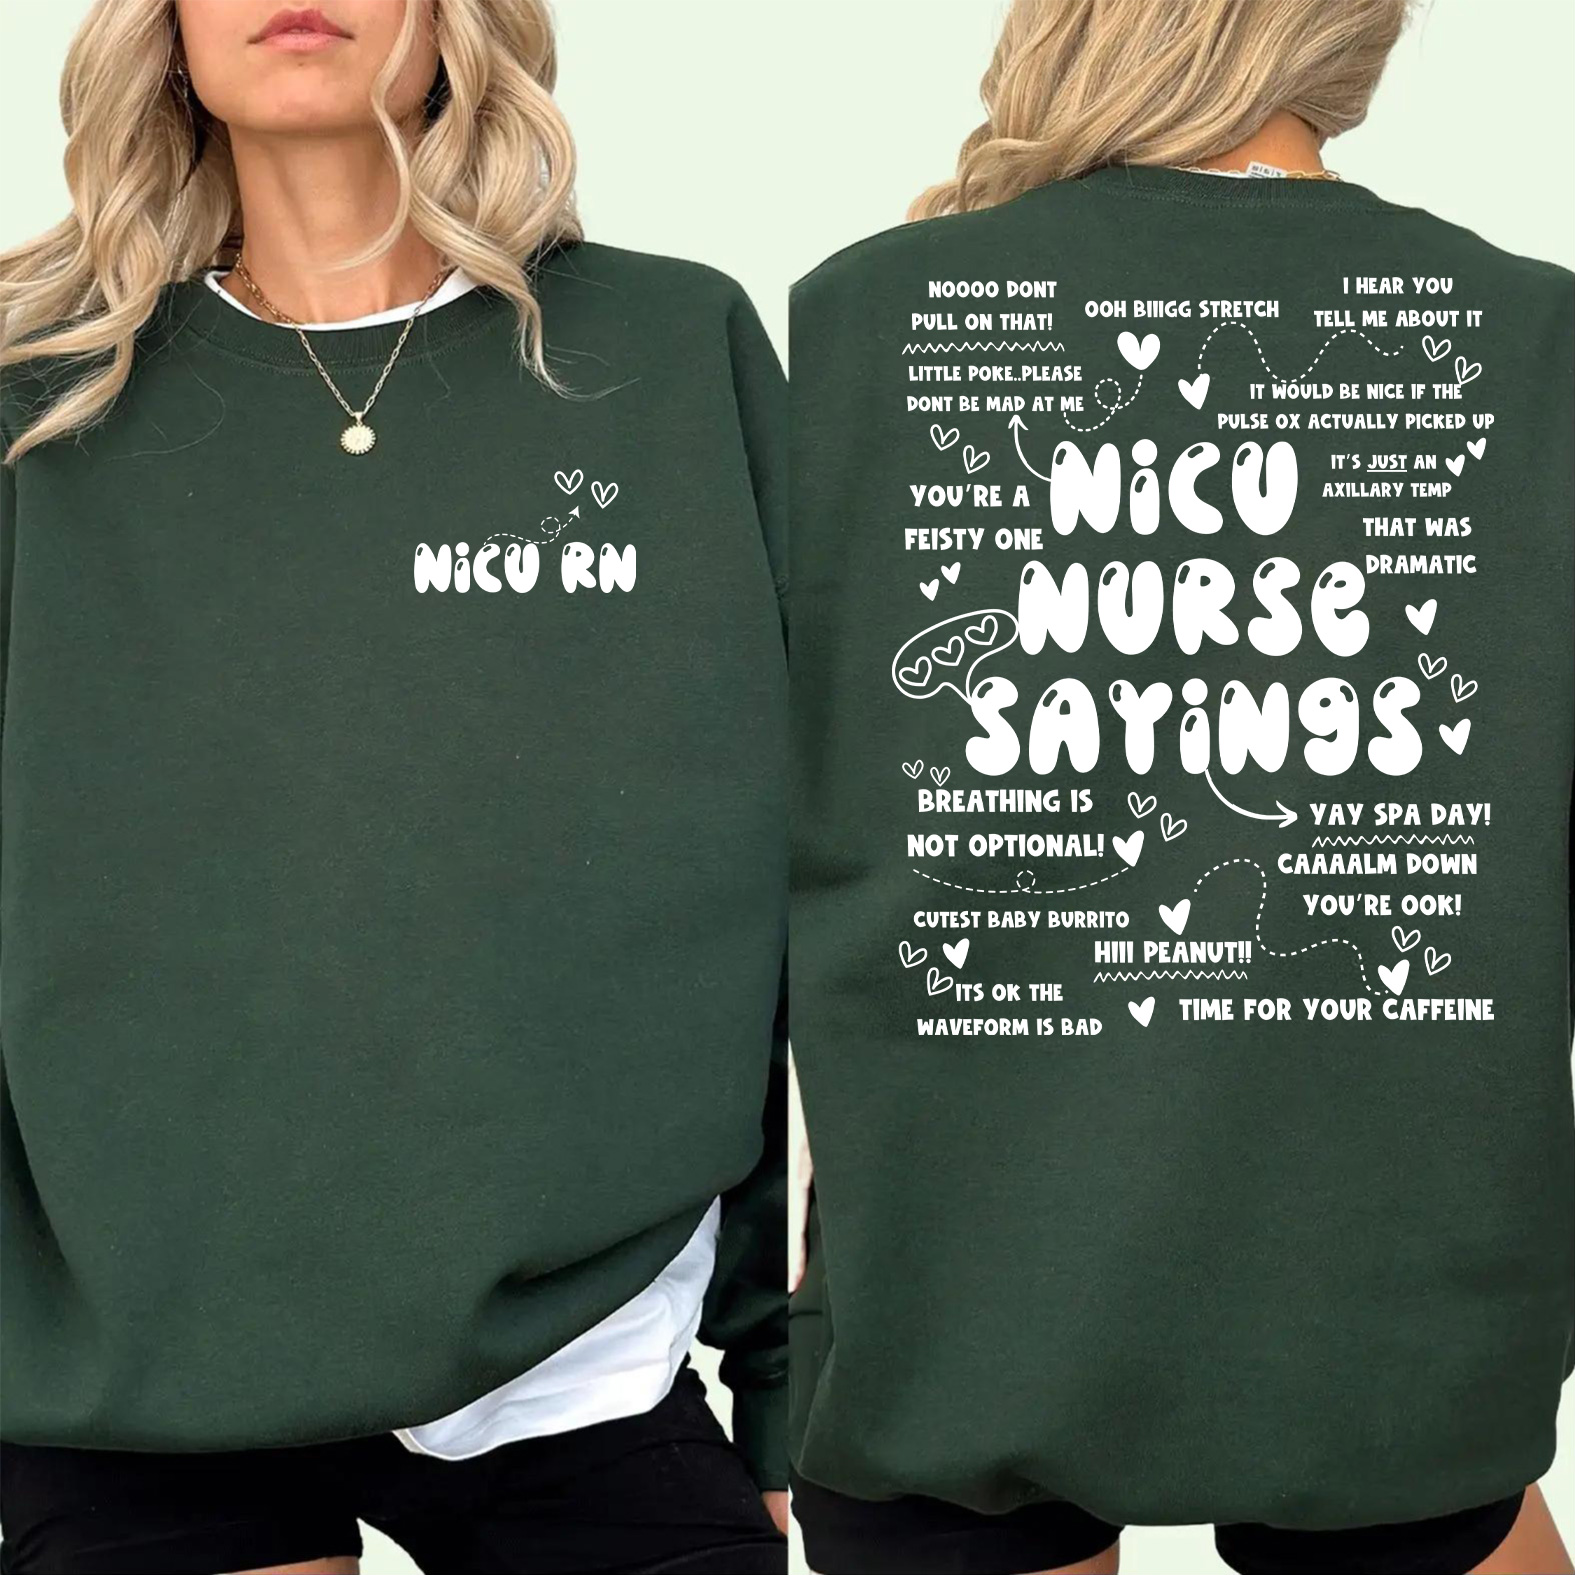 NiCU RN
NOOOO DONT
PULL ON THAT!
OOH BIIIGG STRETCH
I HEAR YOU
TELL ME ABOUT IT
LITTLE POKE..PLEASE
DONT BE MAD AT ME
IT WOULD BE NICE IF THE
PULSE OX ACTUALLY PICKED UP
IT'S JUST AN
AXILLARY TEMP
YOU'RE A
FEISTY ONE
THAT WAS
DRAMATIC
NiCU
NURSe
SAYiNgS
BREATHING IS
NOT OPTIONAL!
YAY SPA DAY!
CAAAALM DOWN
YOU'RE OOK!
CUTEST BABY BURRITO
HIII PEANUT!!
ITS OK THE
WAVEFORM IS BAD
TIME FOR YOUR CAFFEINE